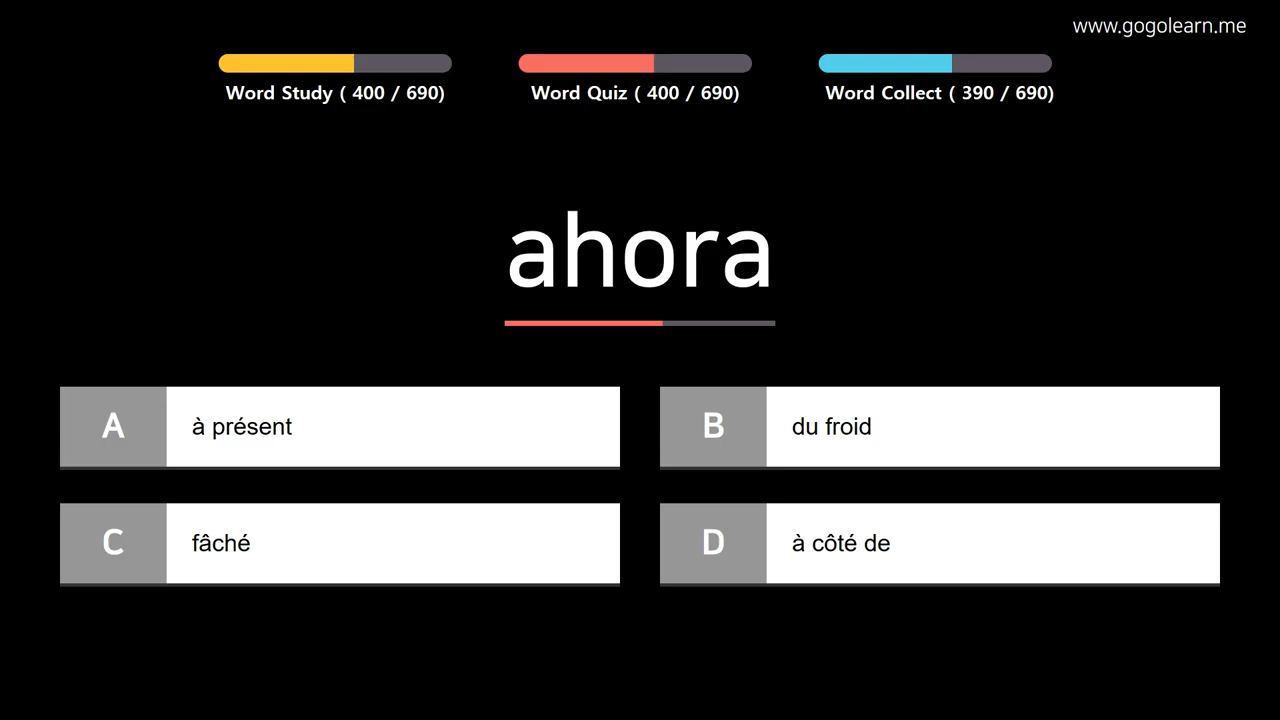 www.gogolearn.me
Word Study ( 400 / 690)
Word Quiz ( 400 / 690)
Word Collect ( 390 / 690)
ahora
A
à présent
B
du froid
C
fâché
D
à côté de